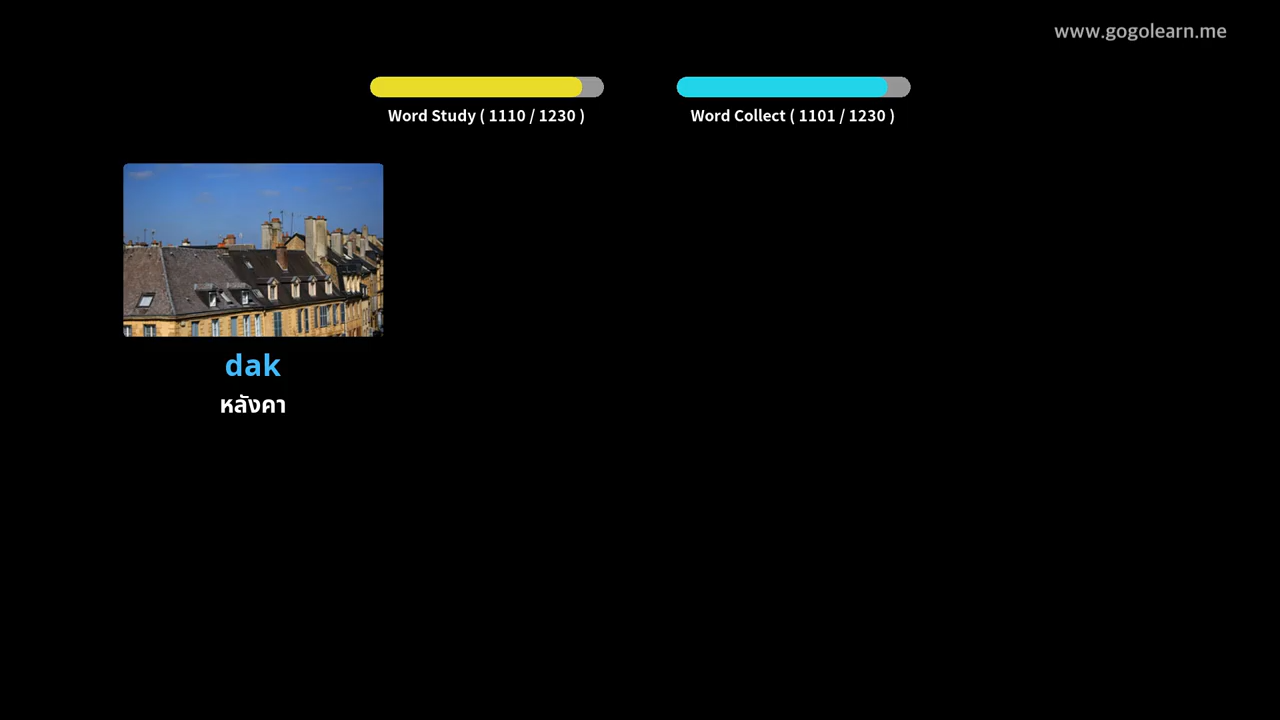 www.gogolearn.me
Word Study ( 1110 / 1230 )
Word Collect ( 1101 / 1230 )
dak
หลังคา